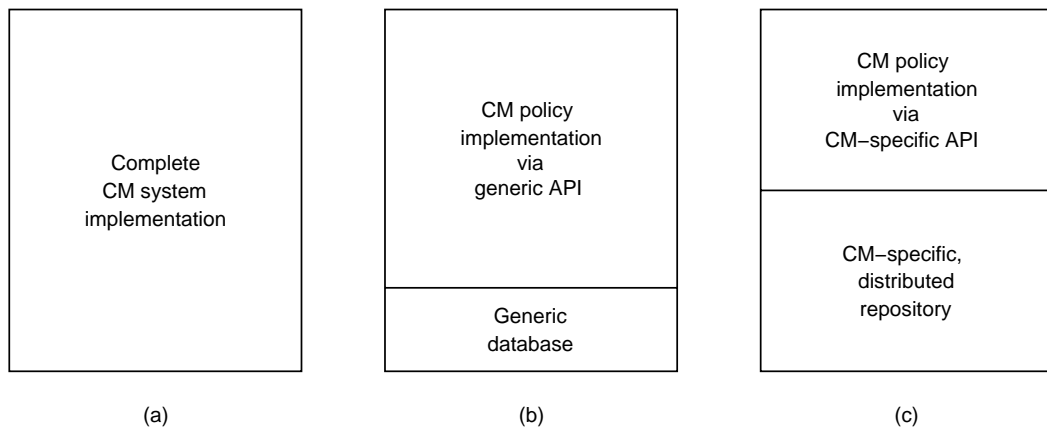 Complete
CM system
implementation
CM policy
implementation
via
generic API
Generic
database
CM policy
implementation
via
CM−specific API
CM−specific,
distributed
repository
(a)
(b)
(c)